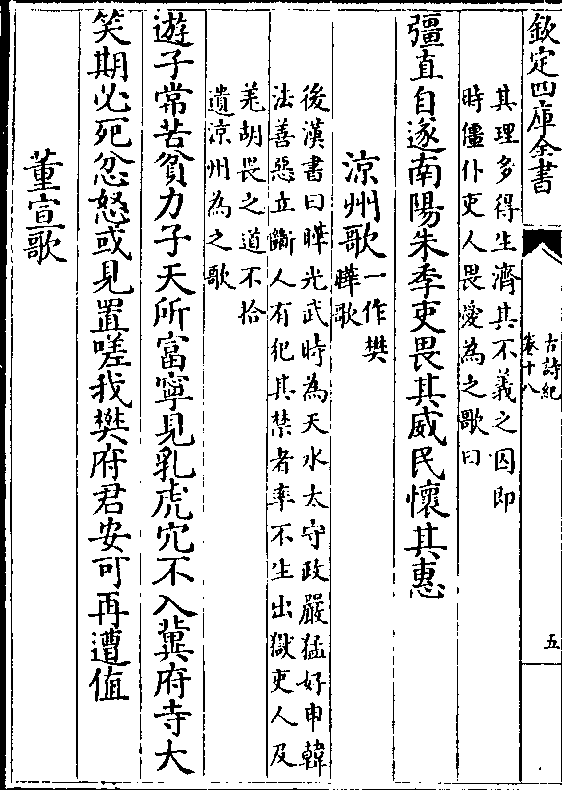 欽定四庫全書
古詩紀
卷十八
五
其理多得生濟其不義之囚即
時僵仆吏人畏愛為之歌曰
彊直自遂南陽朱季吏畏其威民懷其惠
涼州歌一作樊
曄歌
後漢書曰曄光武時為天水太守政嚴猛好申韓
法善惡立斷人有犯其禁者率不生出獄吏人及
羌胡畏之道不拾
遺涼州為之歌
遊子常苦貧力子天所富寧見乳虎穴不入冀府寺大
笑期必死忿怒或見置嗟我樊府君安可再遭值
董宣歌